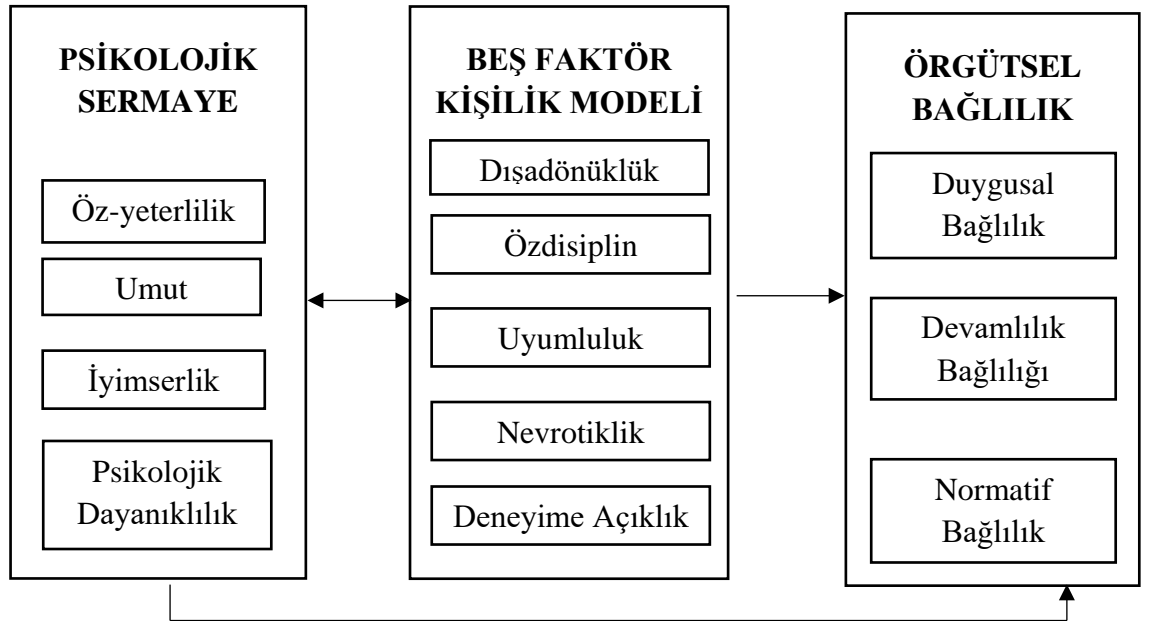 PSİKOLOJİK
SERMAYE
Öz-yeterlilik
Umut
İyimserlik
Psikolojik
Dayanıklılık
BEŞ FAKTÖR
KİŞİLİK MODELİ
Dışadönüklük
Özdisiplin
Uyumluluk
Nevrotiklik
Deneyime Açıklık
ÖRGÜTSEL
BAĞLILIK
Duygusal
Bağlılık
Devamlılık
Bağlılığı
Normatif
Bağlılık